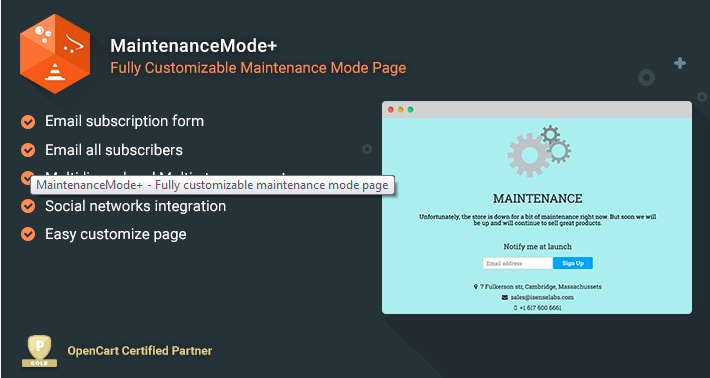 MaintenanceMode+
Fully Customizable Maintenance Mode Page
Email subscription form
Email all subscribers
MaintenanceMode+ - Fully customizable maintenance mode page
Social networks integration
Easy customize page
P
GOLD
OpenCart Certified Partner
MAINTENANCE
Unfortunately, the store is down for a bit of maintenance right now. But soon we will
be up and will continue to sell great products.
Notify me at launch
Email address
Sign Up
7 Fulkerson str, Cambridge, Massachussets
sales@isenselabs.com
+1 617 600 6661